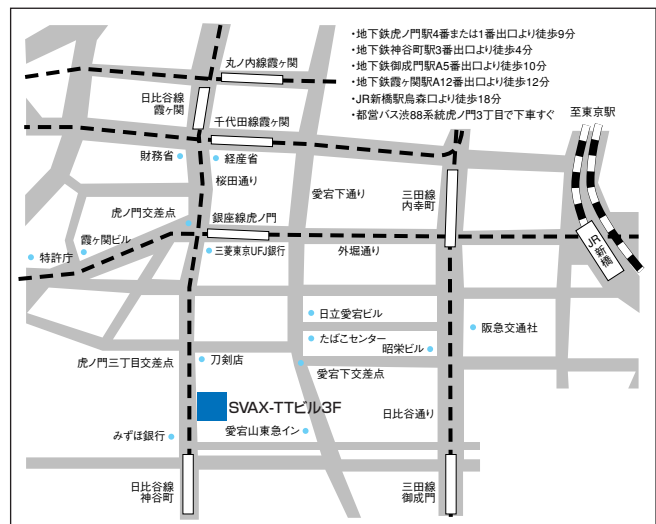 ・地下鉄虎ノ門駅4番または1番出口より徒歩9分
・地下鉄神谷町駅3番出口より徒歩4分
・地下鉄御成門駅A5番出口より徒歩10分
・地下鉄霞ヶ関駅A12番出口より徒歩12分
・JR新橋駅烏森口より徒歩18分
・都営バス渋88系統虎ノ門3丁目で下車すぐ
丸ノ内線霞ヶ関
日比谷線
霞ヶ関
千代田線霞ヶ関
至東京駅
財務省
経産省
桜田通り
愛宕下通り
三田線
内幸町
虎ノ門交差点
銀座線虎ノ門
霞ヶ関ビル
特許庁
三菱東京UFJ銀行
外堀通り
JR新橋
日立愛宕ビル
たばこセンター
昭栄ビル
阪急交通社
虎ノ門三丁目交差点
刀剣店
愛宕下交差点
SVAX-TTビル3F
日比谷通り
みずほ銀行
愛宕山東急イン
日比谷線
神谷町
三田線
御成門